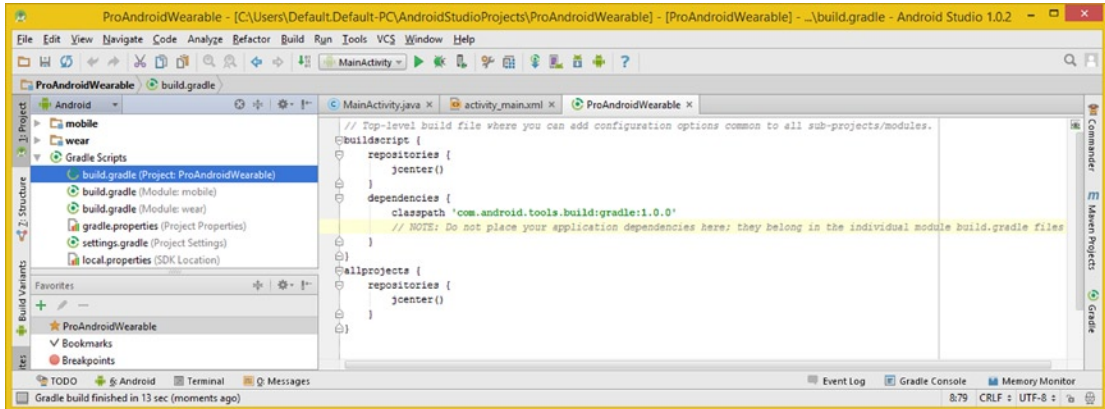 ProAndroidWearable - [C:\Users\Default.Default-PC\AndroidStudioProjects\ProAndroidWearable] - [ProAndroidWearable] - ...\build.gradle - Android Studio 1.0.2
File Edit View Navigate Code Analyze Refactor Build Run Tools VCS Window Help
MainActivity
ProAndroidWearable build.gradle
Android
MainActivity.java × activity_main.xml × ProAndroidWearable ×
1: Project
2: Structure
Build Variants
mobile
wear
Gradle Scripts
build.gradle (Project: ProAndroidWearable)
build.gradle (Module: mobile)
build.gradle (Module: wear)
gradle.properties (Project Properties)
settings.gradle (Project Settings)
local.properties (SDK Location)
Favorites
ProAndroidWearable
Bookmarks
Breakpoints
// Top-level build file where you can add configuration options common to all sub-projects/modules.
buildscript {
repositories {
jcenter()
}
dependencies {
classpath 'com.android.tools.build:gradle:1.0.0'
// NOTE: Do not place your application dependencies here; they belong in the individual module build.gradle files
}
}
allprojects {
repositories {
jcenter()
}
}
Commander
Maven Projects
Gradle
TODO 6: Android Terminal 0: Messages Event Log Gradle Console Memory Monitor
Gradle build finished in 13 sec (moments ago) 8:79 CRLF UTF-8